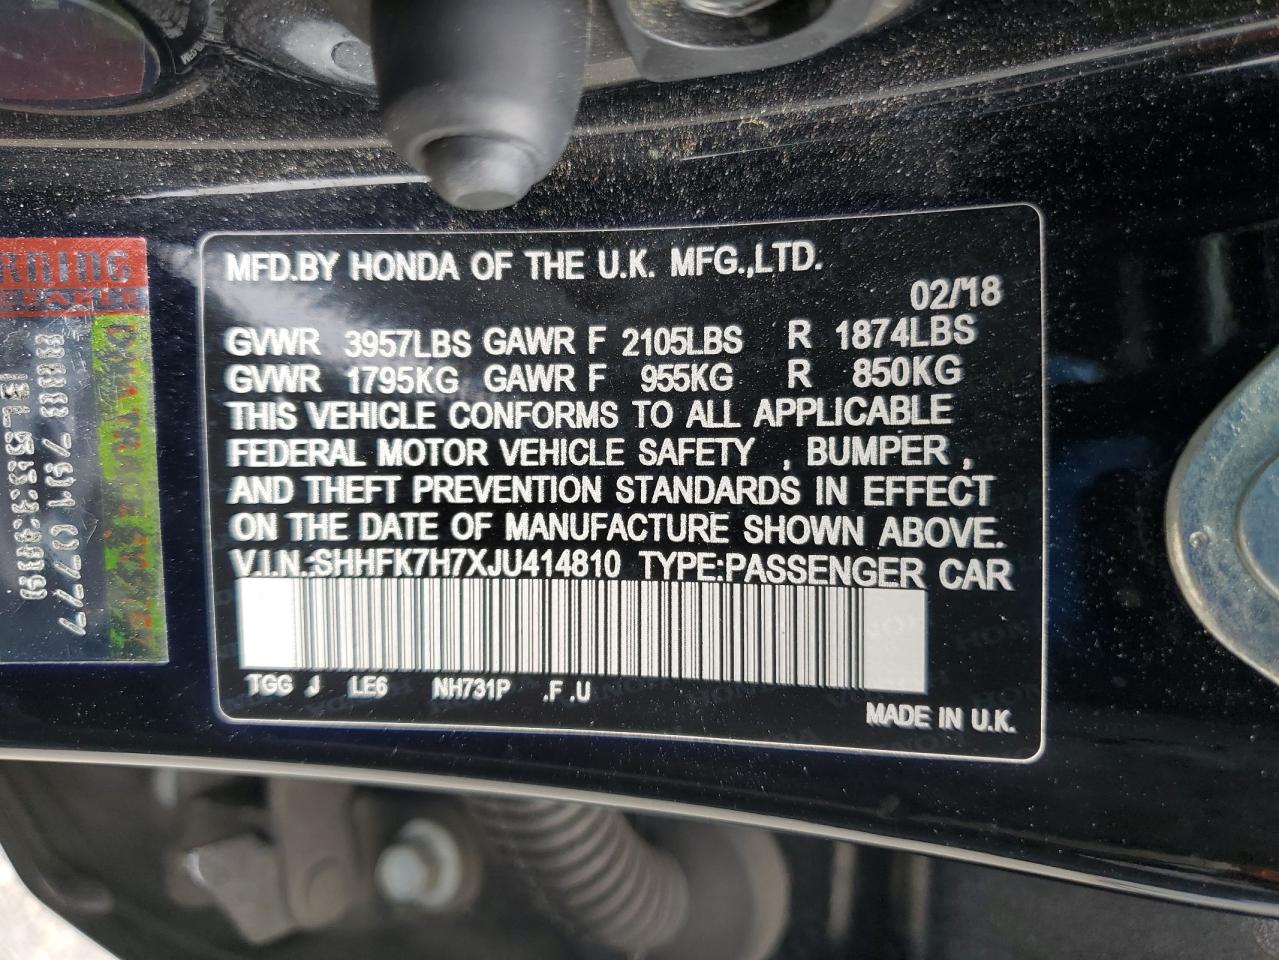 MFD.BY HONDA OF THE U.K. MFG.,LTD.
02/'18
GVWR 3957LBS GAWR F 2105LBS R 1874LBS
GVWR 1795KG GAWR F 955KG R 850KG
THIS VEHICLE CONFORMS TO ALL APPLICABLE
FEDERAL MOTOR VEHICLE SAFETY , BUMPER ,
AND THEFT PREVENTION STANDARDS IN EFFECT
ON THE DATE OF MANUFACTURE SHOWN ABOVE.
V.I.N.:SHHFK7H7XJU414810 TYPE:PASSENGER CAR
TGG J LE6 NH731P .F .U
MADE IN U.K.